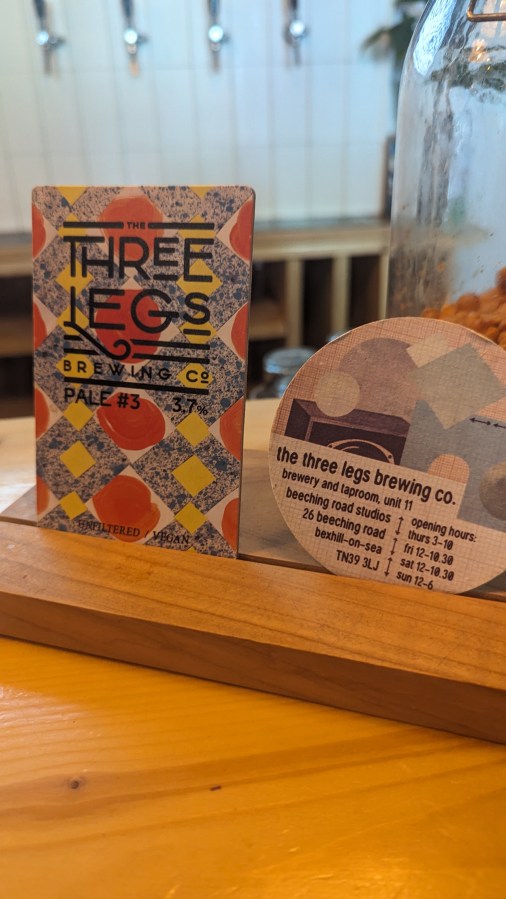 THE
THREE
LEGS
BREWING Co
PALE #3 3.7%
UNFILTERED / VEGAN
the three legs brewing co.
brewery and taproom, unit 11
beeching road studios
26 beeching road
bexhill-on-sea
TN39 3LJ
opening hours:
thurs 3-10
fri 12-10.30
sat 12-10.30
sun 12-6